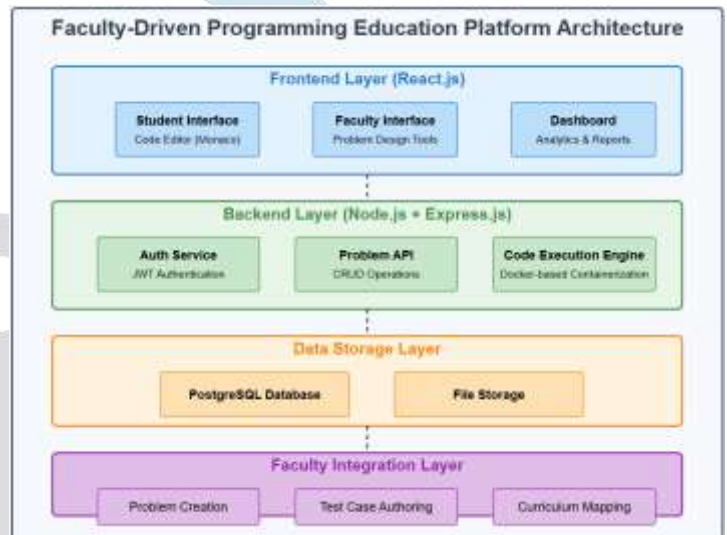 Faculty-Driven Programming Education Platform Architecture
Frontend Layer (React.js)
Student Interface
Code Editor (Monaco)
Faculty Interface
Problem Design Tools
Dashboard
Analytics & Reports
Backend Layer (Node.js + Express.js)
Auth Service
JWT Authentication
Problem API
CRUD Operations
Code Execution Engine
Docker-based Containerization
Data Storage Layer
PostgreSQL Database
File Storage
Faculty Integration Layer
Problem Creation
Test Case Authoring
Curriculum Mapping